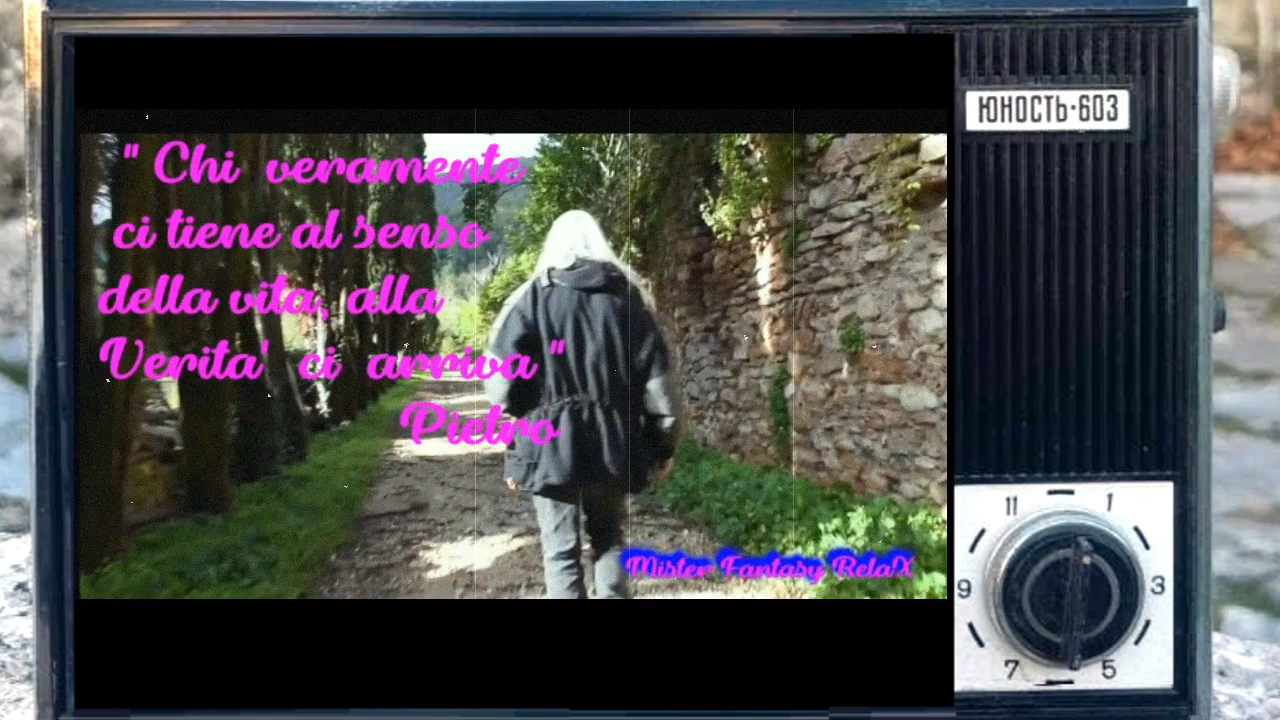 " Chi veramente
ci tiene al senso
della vita, alla
Verita' ci arriva "
Pietro
Mister Fantasy RelaX
ЮНОСТЬ·603
11 1
9 3
7 5